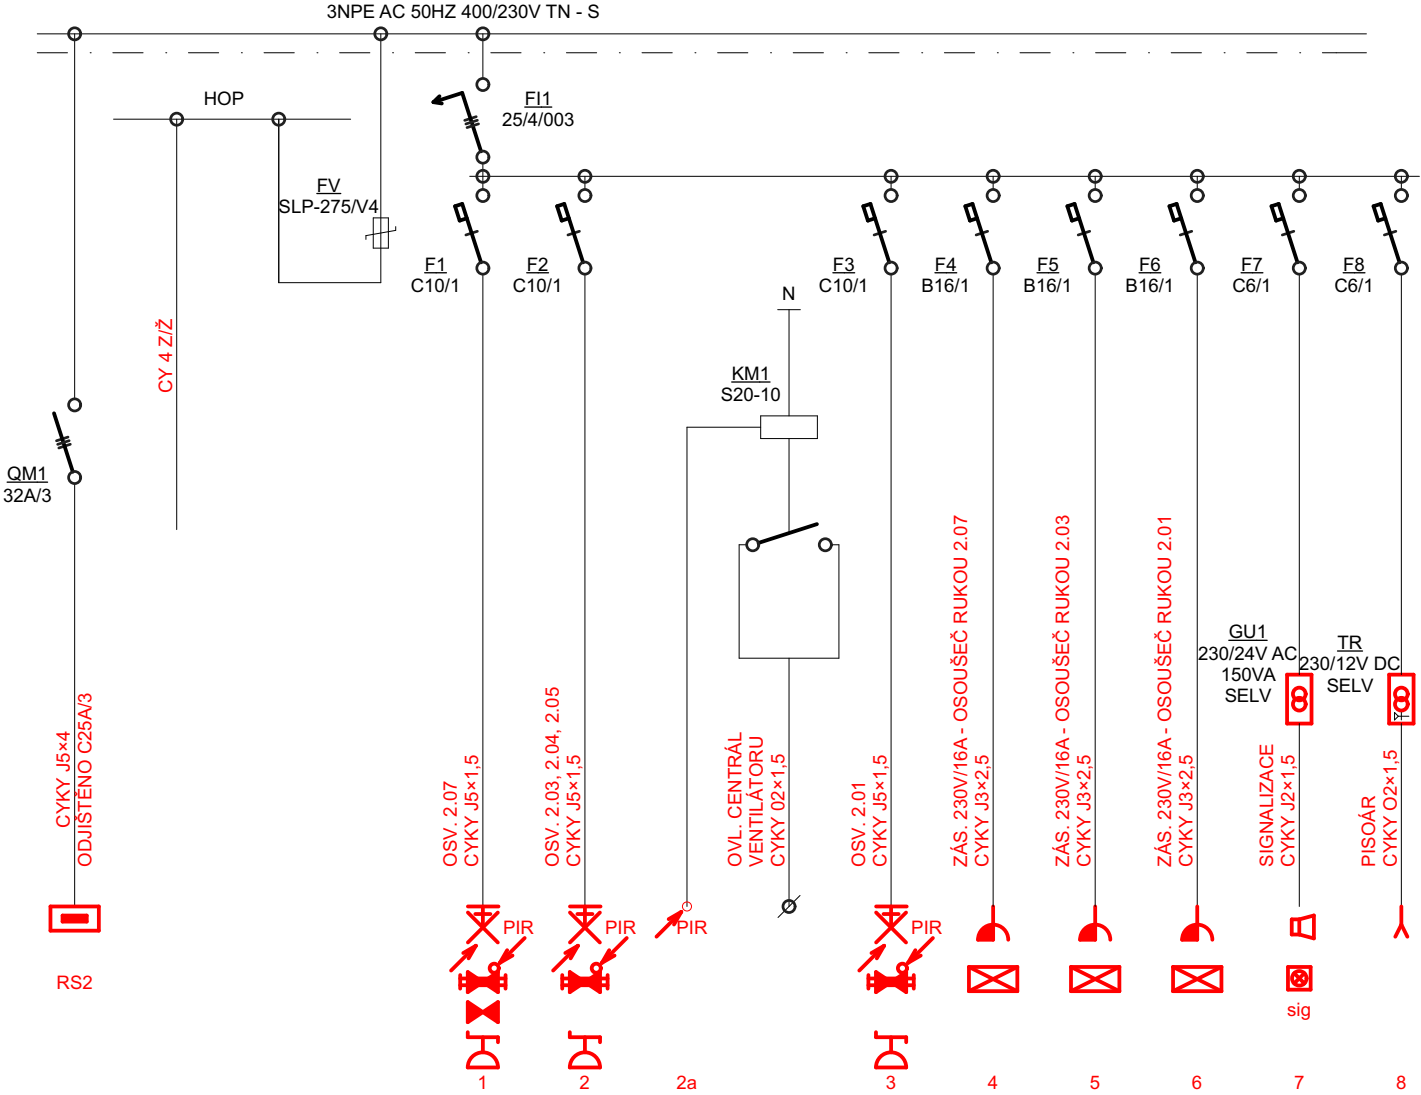 3NPE AC 50HZ 400/230V TN - S
HOP
FI1
25/4/003
FV
SLP-275/V4
F1
C10/1
F2
C10/1
F3
C10/1
F4
B16/1
F5
B16/1
F6
B16/1
F7
C6/1
F8
C6/1
N
CY 4 Z/Ž
KM1
S20-10
QM1
32A/3
GU1
230/24V AC
150VA
SELV
TR
230/12V DC
SELV
CYKY J5×4
ODJIŠTĚNO C25A/3
OSV. 2.07
CYKY J5×1,5
OSV. 2.03, 2.04, 2.05
CYKY J5×1,5
OVL. CENTRÁL
VENTILÁTORU
CYKY 02×1,5
OSV. 2.01
CYKY J5×1,5
ZÁS. 230V/16A - OSOUŠEČ RUKOU 2.07
CYKY J3×2,5
ZÁS. 230V/16A - OSOUŠEČ RUKOU 2.03
CYKY J3×2,5
ZÁS. 230V/16A - OSOUŠEČ RUKOU 2.01
CYKY J3×2,5
SIGNALIZACE
CYKY J2×1,5
PISOÁR
CYKY O2×1,5
PIR
PIR
PIR
PIR
RS2
sig
1
2
2a
3
4
5
6
7
8